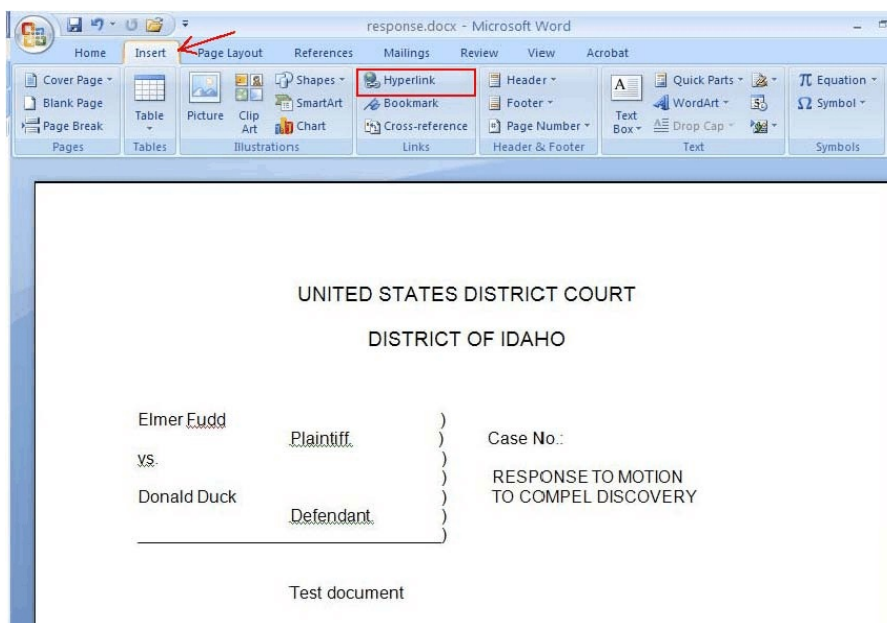 response.docx - Microsoft Word
Home Insert Page Layout References Mailings Review View Acrobat
Cover Page
Blank Page
Page Break
Pages
Table
Tables
Picture
Clip Art
Shapes
SmartArt
Chart
Illustrations
Hyperlink
Bookmark
Cross-reference
Links
Header
Footer
Page Number
Header & Footer
A
Text Box
Quick Parts
WordArt
Drop Cap
Text
π Equation
Ω Symbol
Symbols
UNITED STATES DISTRICT COURT
DISTRICT OF IDAHO
Elmer Fudd )
Plaintiff, ) Case No.:
vs. )
) RESPONSE TO MOTION
Donald Duck ) TO COMPEL DISCOVERY
Defendant, )
)
Test document